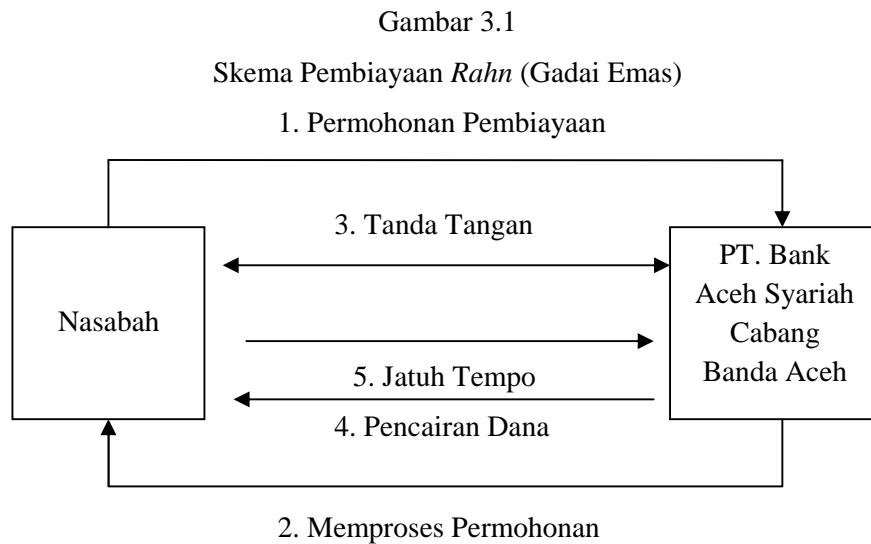 Gambar 3.1
Skema Pembiayaan Rahn (Gadai Emas)
1. Permohonan Pembiayaan
3. Tanda Tangan
Nasabah
PT. Bank
Aceh Syariah
Cabang
Banda Aceh
5. Jatuh Tempo
4. Pencairan Dana
2. Memproses Permohonan